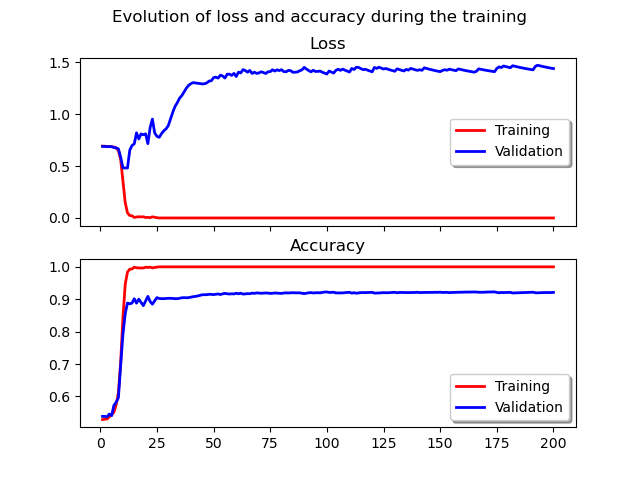 Evolution of loss and accuracy during the training
Loss
1.5
1.0
0.5
0.0
Training
Validation
Accuracy
1.0
0.9
0.8
0.7
0.6
Training
Validation
0 25 50 75 100 125 150 175 200